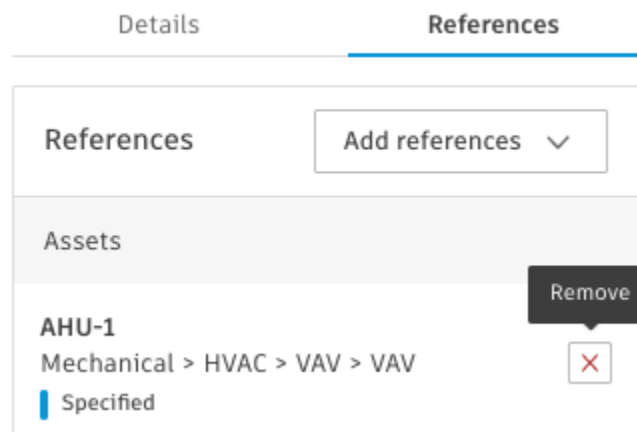 Details References
References Add references
Assets
Remove
AHU-1
Mechanical > HVAC > VAV > VAV
Specified